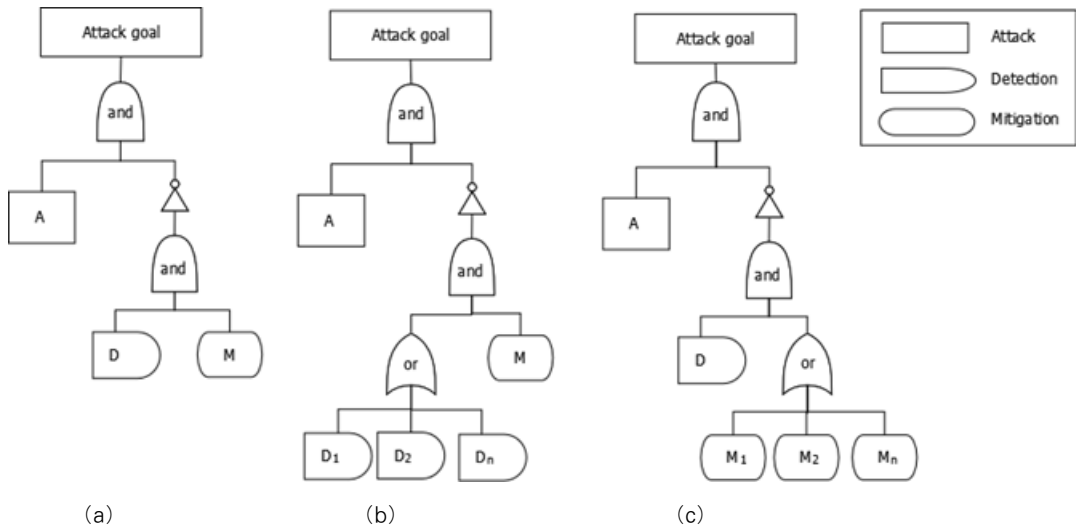 Attack goal
and
A
and
D
M
(a)
Attack goal
and
A
and
or
M
D1
D2
Dn
(b)
Attack goal
and
A
and
D
or
M1
M2
Mn
(c)
Attack
Detection
Mitigation